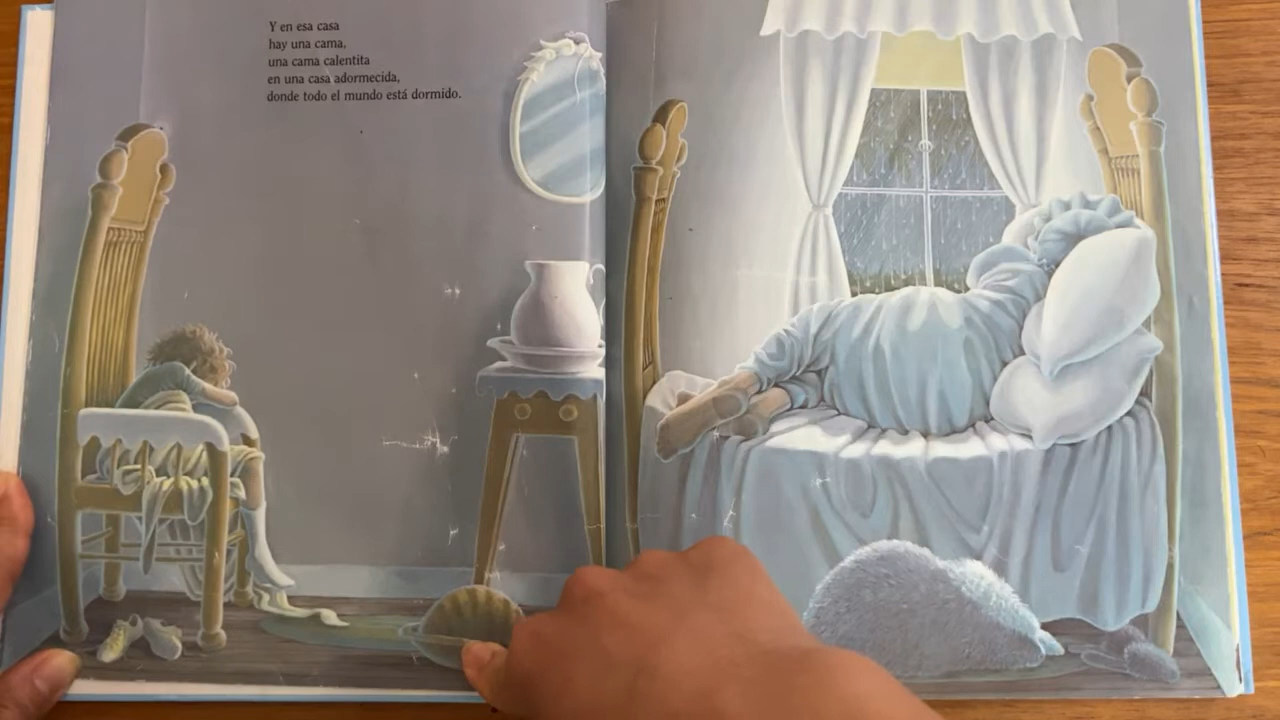 Y en esa casa
hay una cama,
una cama calentita
en una casa adormecida,
donde todo el mundo está dormido.